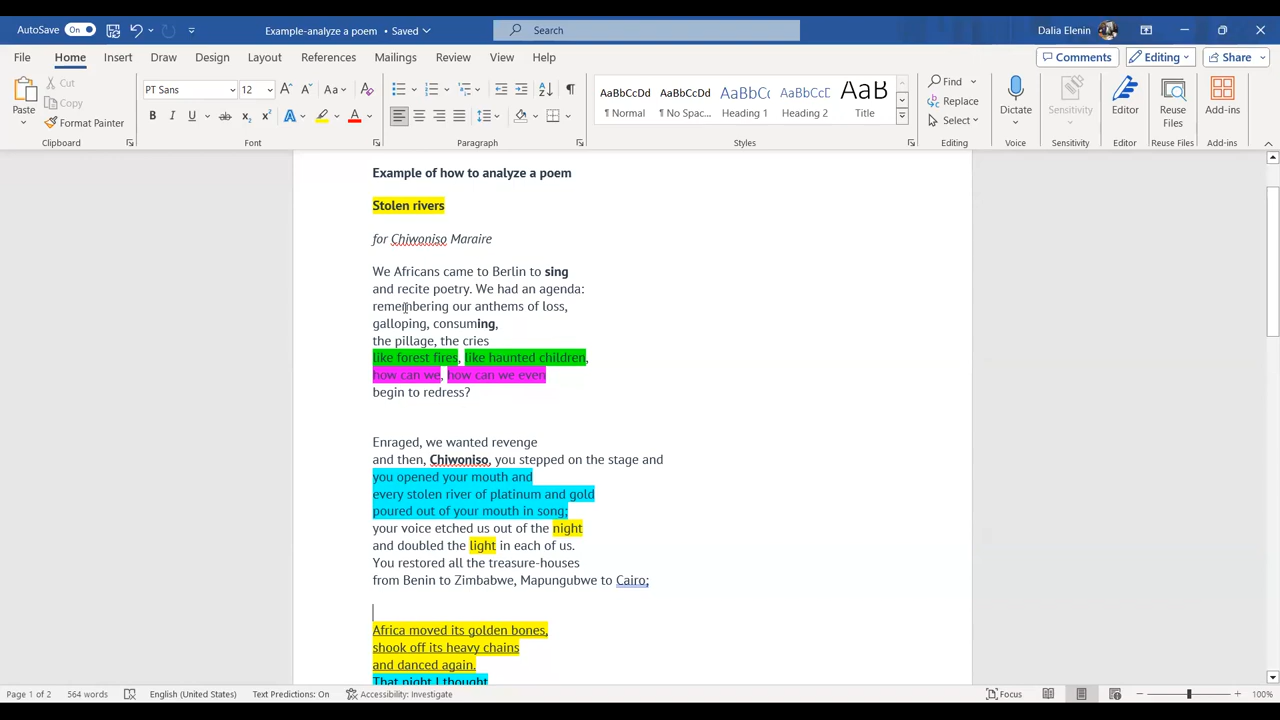 AutoSave On Example-analyze a poem • Saved Search Dalia Elenin
File Home Insert Draw Design Layout References Mailings Review View Help Comments Editing Share
Paste Cut Copy Format Painter PT Sans 12 Aa AaBbCcDd AaBbCcDd AaBbCc AaBbCcD AaB Find Replace Select Dictate Sensitivity Editor Reuse Files Add-ins
¶ Normal ¶ No Spac... Heading 1 Heading 2 Title
Clipboard Font Paragraph Styles Editing Voice Sensitivity Editor Reuse Files Add-ins
Example of how to analyze a poem
Stolen rivers
for Chiwoniso Maraire
We Africans came to Berlin to sing
and recite poetry. We had an agenda:
remembering our anthems of loss,
galloping, consuming,
the pillage, the cries
like forest fires, like haunted children,
how can we, how can we even
begin to redress?
Enraged, we wanted revenge
and then, Chiwoniso, you stepped on the stage and
you opened your mouth and
every stolen river of platinum and gold
poured out of your mouth in song;
your voice etched us out of the night
and doubled the light in each of us.
You restored all the treasure-houses
from Benin to Zimbabwe, Mapungubwe to Cairo;
Africa moved its golden bones,
shook off its heavy chains
and danced again.
That night I thought
Page 1 of 2 564 words English (United States) Text Predictions: On Accessibility: Investigate Focus 100%